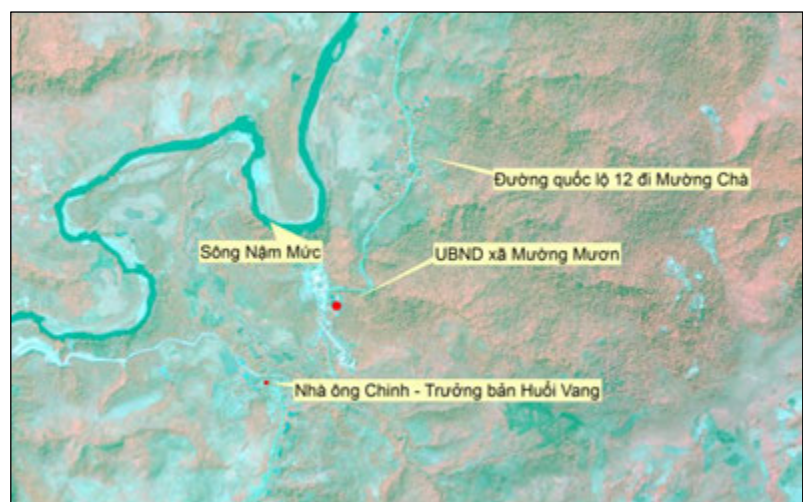 Đường quốc lộ 12 đi Mường Chà
Sông Nậm Mức
UBND xã Mường Mươn
Nhà ông Chinh - Trưởng bản Huổi Vang